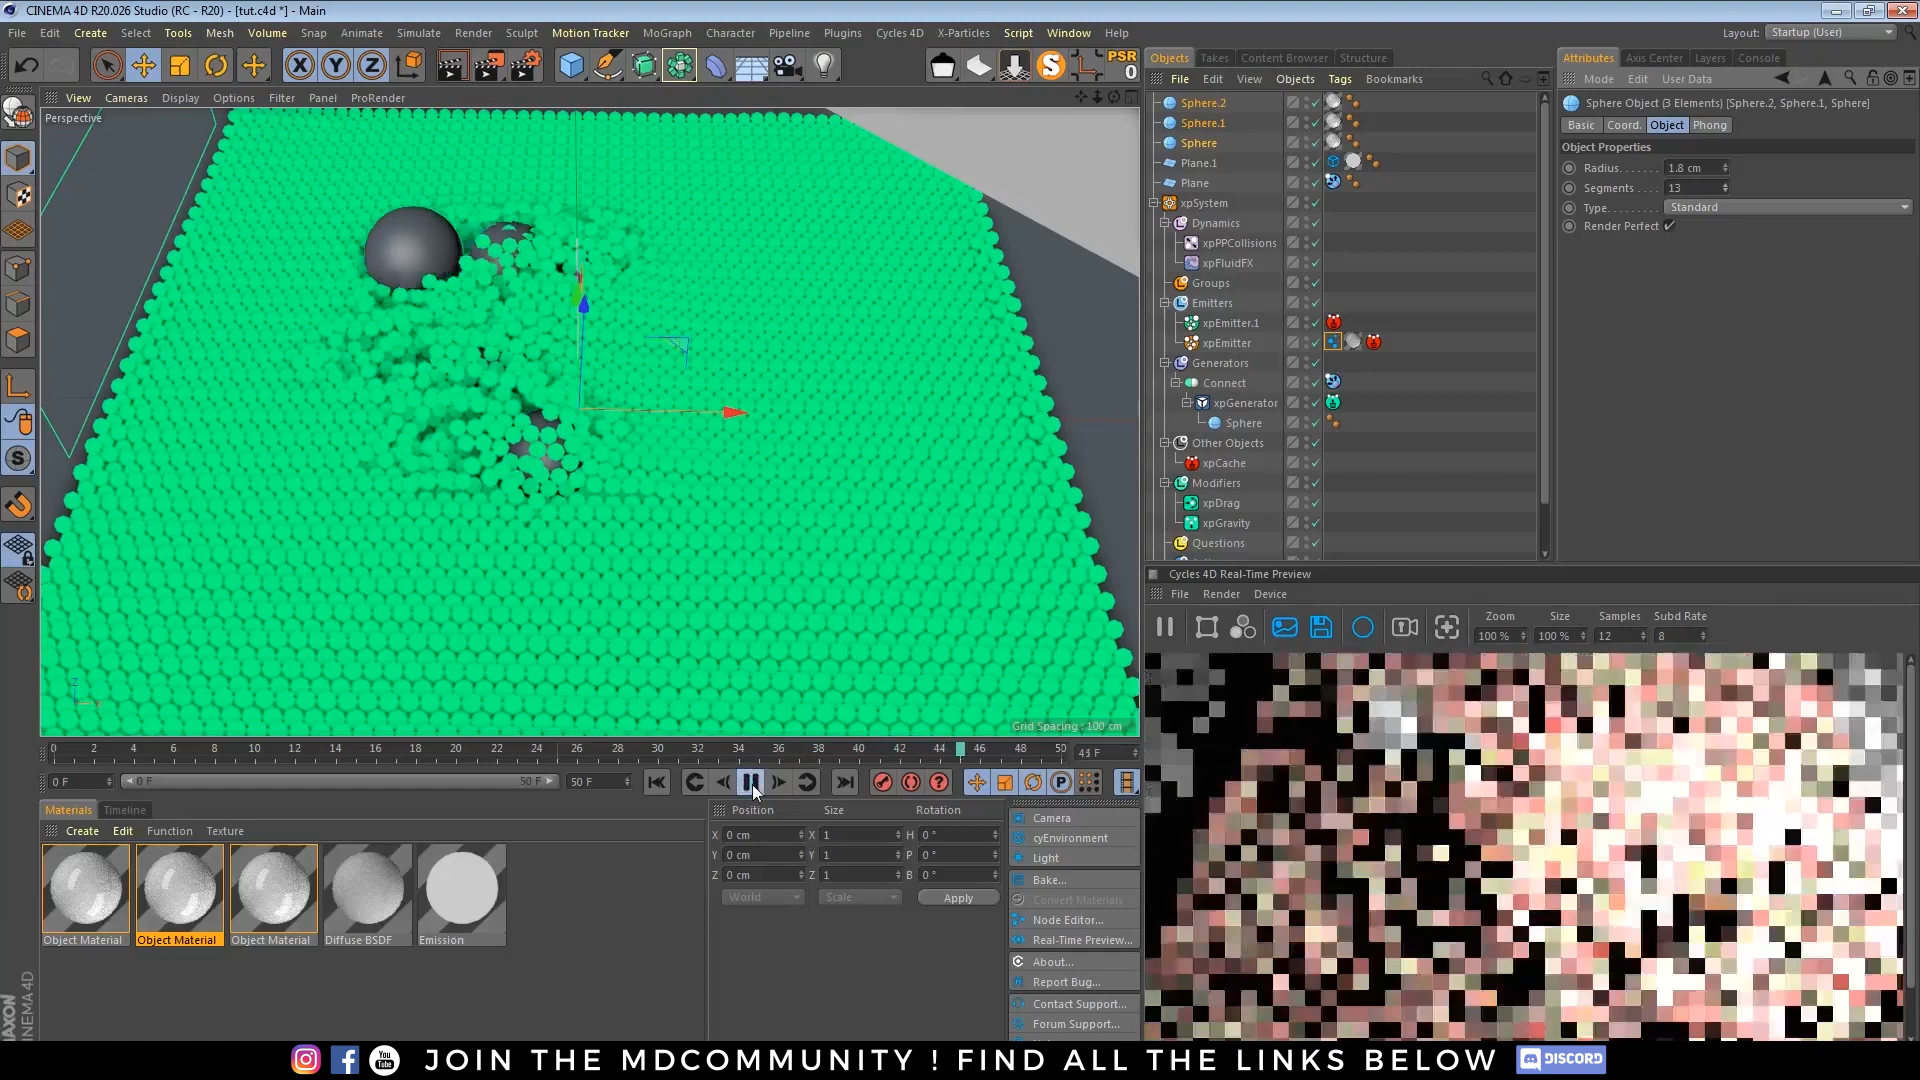 CINEMA 4D R20.026 Studio (RC - R20) - [tut.c4d *] - Main
File Edit Create Select Tools Mesh Volume Snap Animate Simulate Render Sculpt Motion Tracker MoGraph Character Pipeline Plugins Cycles 4D X-Particles Script Window Help
Layout: Startup (User)
PSR
0
View Cameras Display Options Filter Panel ProRender
Perspective
Grid Spacing : 100 cm
Objects Takes Content Browser Structure
File Edit View Objects Tags Bookmarks
Sphere.2
Sphere.1
Sphere
Plane.1
Plane
xpSystem
Dynamics
xpPPCollisions
xpFluidFX
Groups
Emitters
xpEmitter.1
xpEmitter
Generators
Connect
xpGenerator
Sphere
Other Objects
xpCache
Modifiers
xpDrag
xpGravity
Questions
Attributes Axis Center Layers Console
Mode Edit User Data
Sphere Object (3 Elements) [Sphere.2, Sphere.1, Sphere]
Basic Coord. Object Phong
Object Properties
Radius....... 1.8 cm
Segments .... 13
Type......... Standard
Render Perfect
Cycles 4D Real-Time Preview
File Render Device
Zoom Size Samples Subd Rate
100 % 100 % 12 8
0 2 4 6 8 10 12 14 16 18 20 22 24 26 28 30 32 34 36 38 40 42 44 46 48 50
0 F 0 F 50 F 50 F
Materials Timeline
Create Edit Function Texture
Object Material Object Material Object Material Diffuse BSDF Emission
Position Size Rotation
X 0 cm X 1 H 0 °
Y 0 cm Y 1 P 0 °
Z 0 cm Z 1 B 0 °
World Scale Apply
Camera
cyEnvironment
Light
Bake...
Convert Materials
Node Editor...
Real-Time Preview...
About...
Report Bug...
Contact Support...
Forum Support...
CINEMA 4D
JOIN THE MDCOMMUNITY ! FIND ALL THE LINKS BELOW
DISCORD